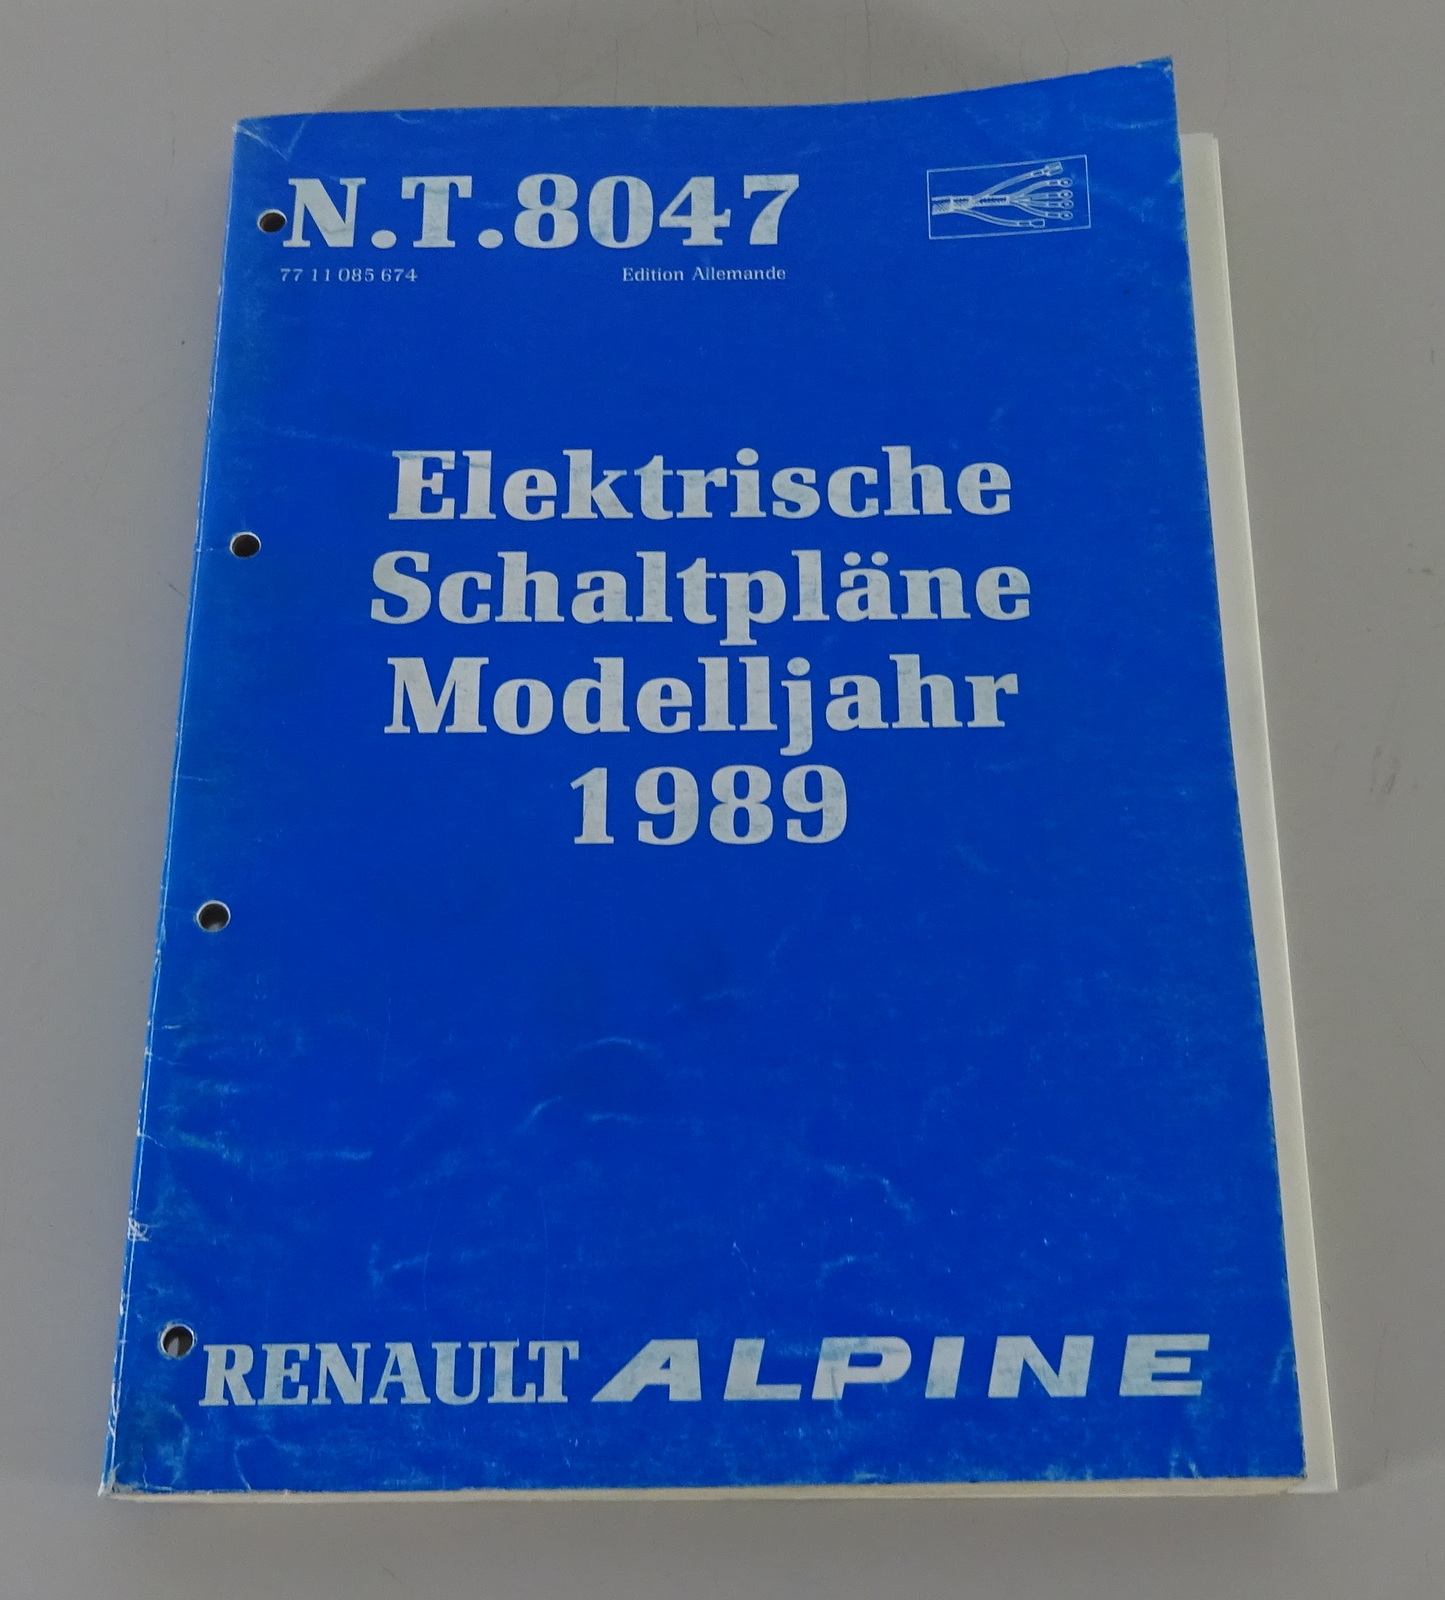 N.T.8047
77 11 085 674 Edition Allemande
Elektrische
Schaltpläne
Modelljahr
1989
RENAULT ALPINE